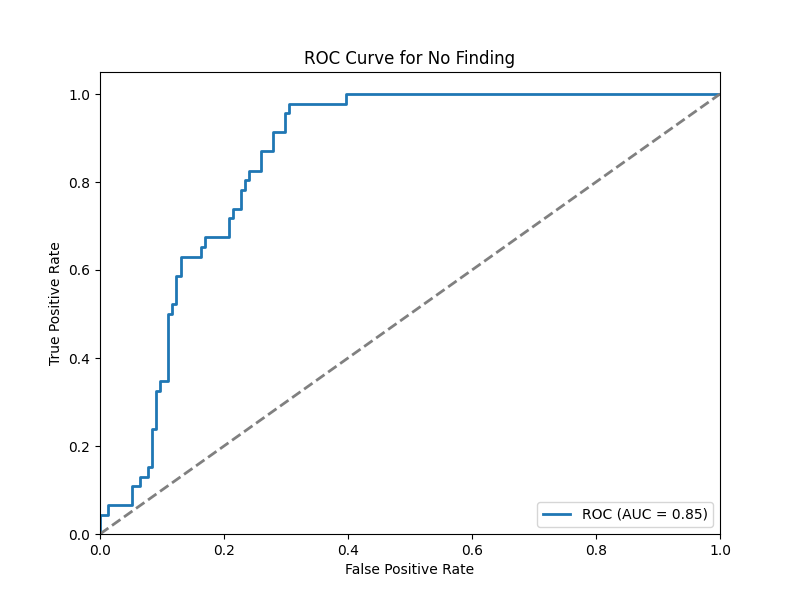 ROC Curve for No Finding
True Positive Rate
1.0
0.8
0.6
0.4
0.2
0.0
0.0 0.2 0.4 0.6 0.8 1.0
False Positive Rate
ROC (AUC = 0.85)